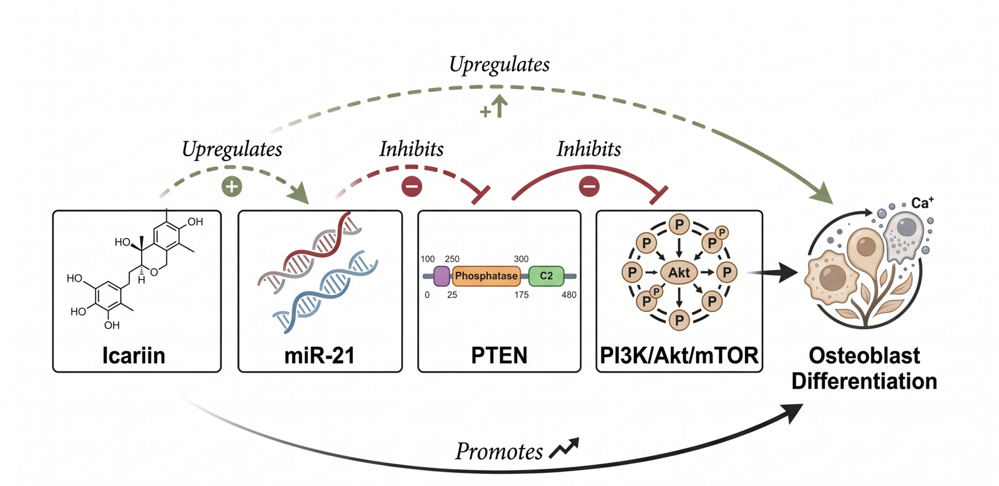 Upregulates
+
Upregulates
Inhibits
Inhibits
+
−
−
Ca⁺
OH
HO
H
O
HO
HO
OH
Icariin
miR-21
100 250 300
Phosphatase C2
0 25 175 480
PTEN
P
P
P
P
P
P
Akt
P
P
P
P
P
PI3K/Akt/mTOR
Osteoblast
Differentiation
Promotes